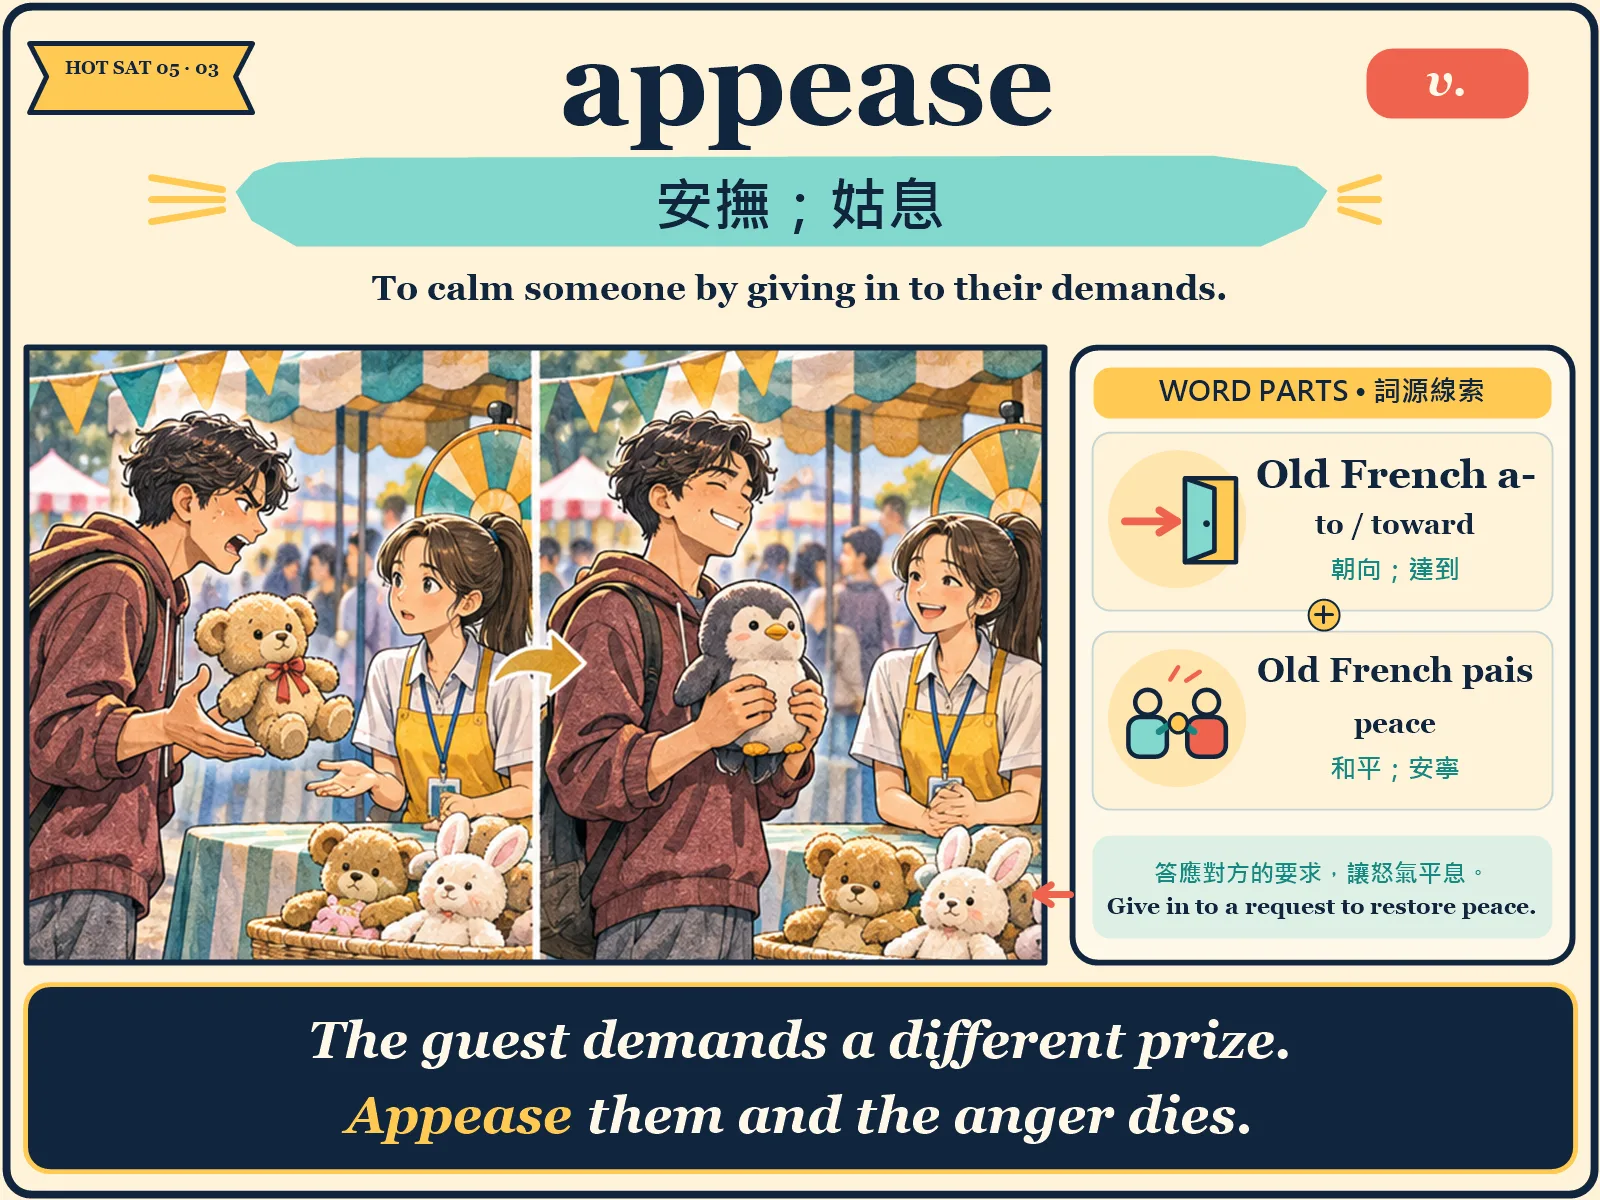 HOT SAT 05 · 03
appease
v.
安撫；姑息
To calm someone by giving in to their demands.
WORD PARTS • 詞源線索
Old French a-
to / toward
朝向；達到
Old French pais
peace
和平；安寧
答應對方的要求，讓怒氣平息。
Give in to a request to restore peace.
The guest demands a different prize.
Appease them and the anger dies.